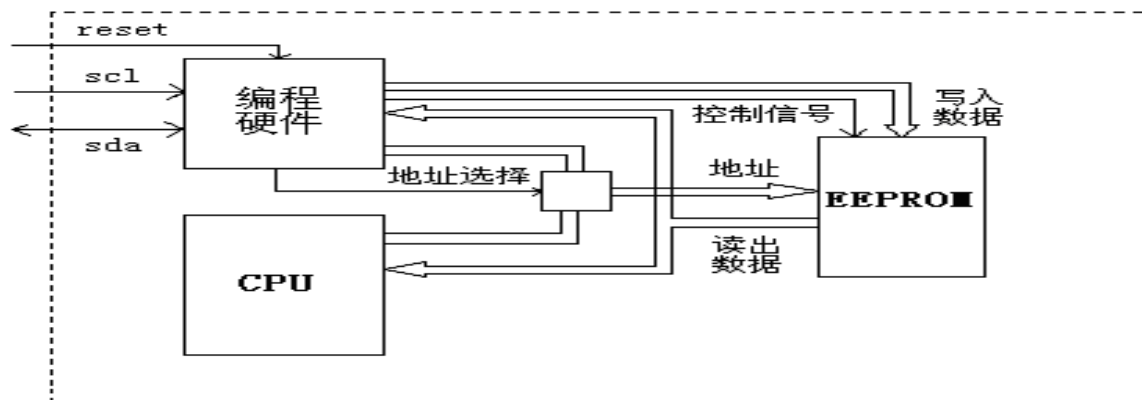 reset
scl
sda
编程
硬件
控制信号
写入
数据
地址选择
地址
EEPROM
CPU
读出
数据